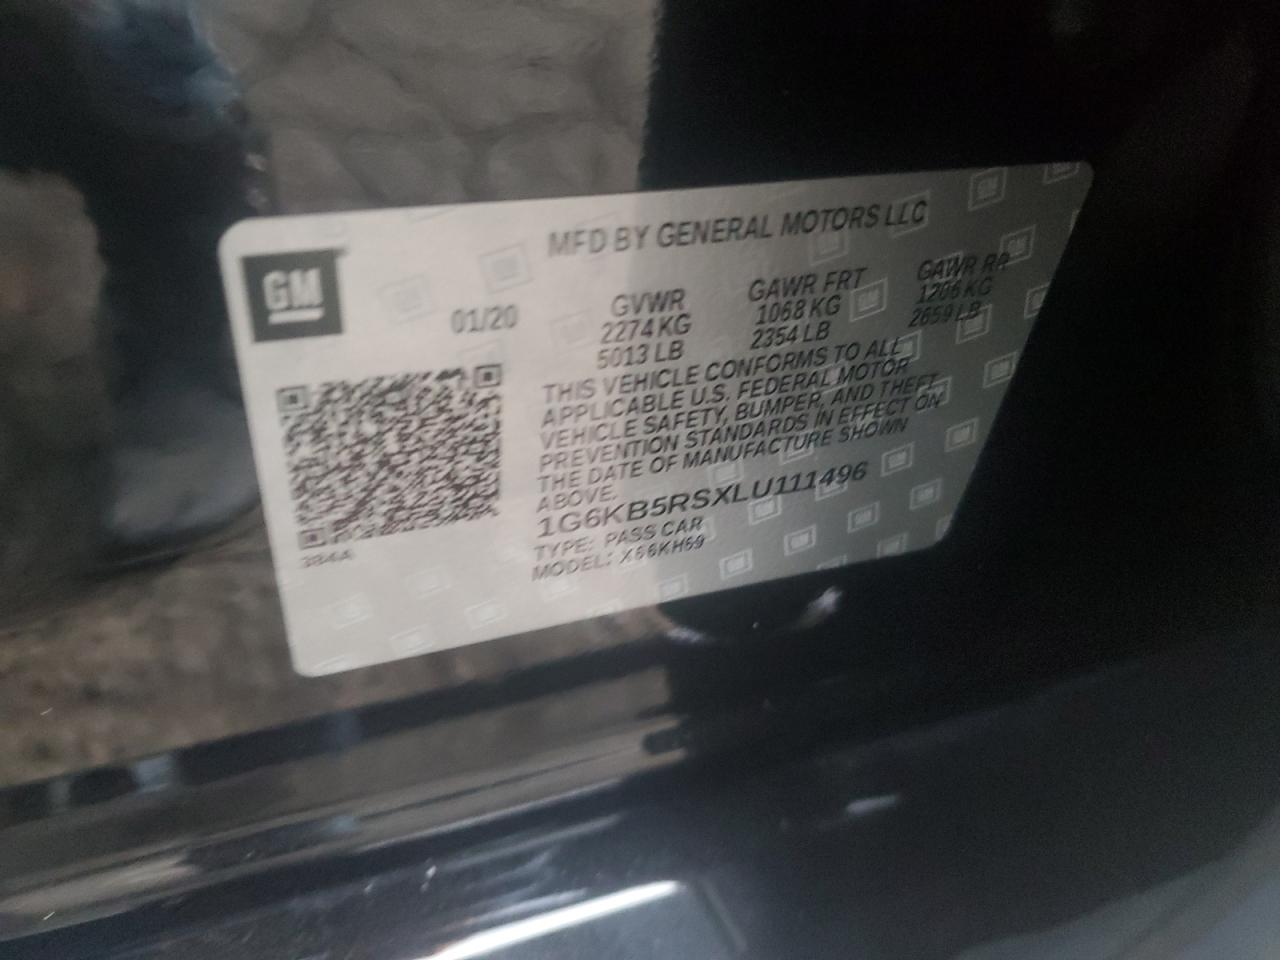 GM
MFD BY GENERAL MOTORS LLC
01/20
GVWR GAWR FRT GAWR RR
2274 KG 1068 KG 1206 KG
5013 LB 2354 LB 2659 LB
THIS VEHICLE CONFORMS TO ALL
APPLICABLE U.S. FEDERAL MOTOR
VEHICLE SAFETY, BUMPER, AND THEFT
PREVENTION STANDARDS IN EFFECT ON
THE DATE OF MANUFACTURE SHOWN
ABOVE.
1G6KB5RSXLU111496
TYPE: PASS CAR
MODEL: X66KH69
384A